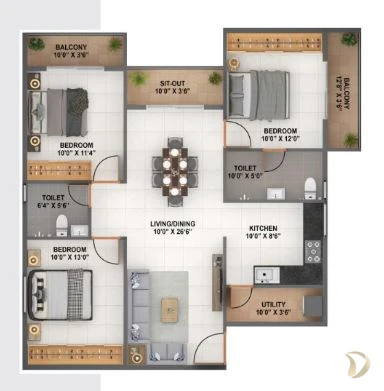 BALCONY
10'0" X 3'6"
SIT-OUT
10'0" X 3'6"
BEDROOM
10'0" X 12'0"
BALCONY
12'8" X 3'6"
BEDROOM
10'0" X 11'4"
TOILET
10'0" X 5'0"
TOILET
6'4" X 5'6"
LIVING/DINING
10'0" X 26'6"
KITCHEN
10'0" X 8'6"
BEDROOM
10'0" X 13'0"
UTILITY
10'0" X 3'6"